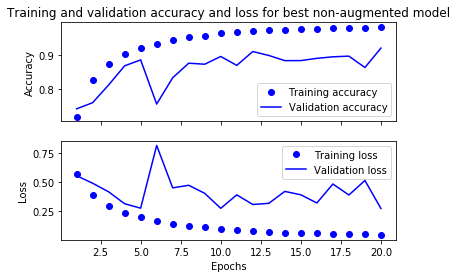 Training and validation accuracy and loss for best non-augmented model
0.9
0.8
Accuracy
Training accuracy
Validation accuracy
0.75
0.50
0.25
Loss
Training loss
Validation loss
2.5 5.0 7.5 10.0 12.5 15.0 17.5 20.0
Epochs